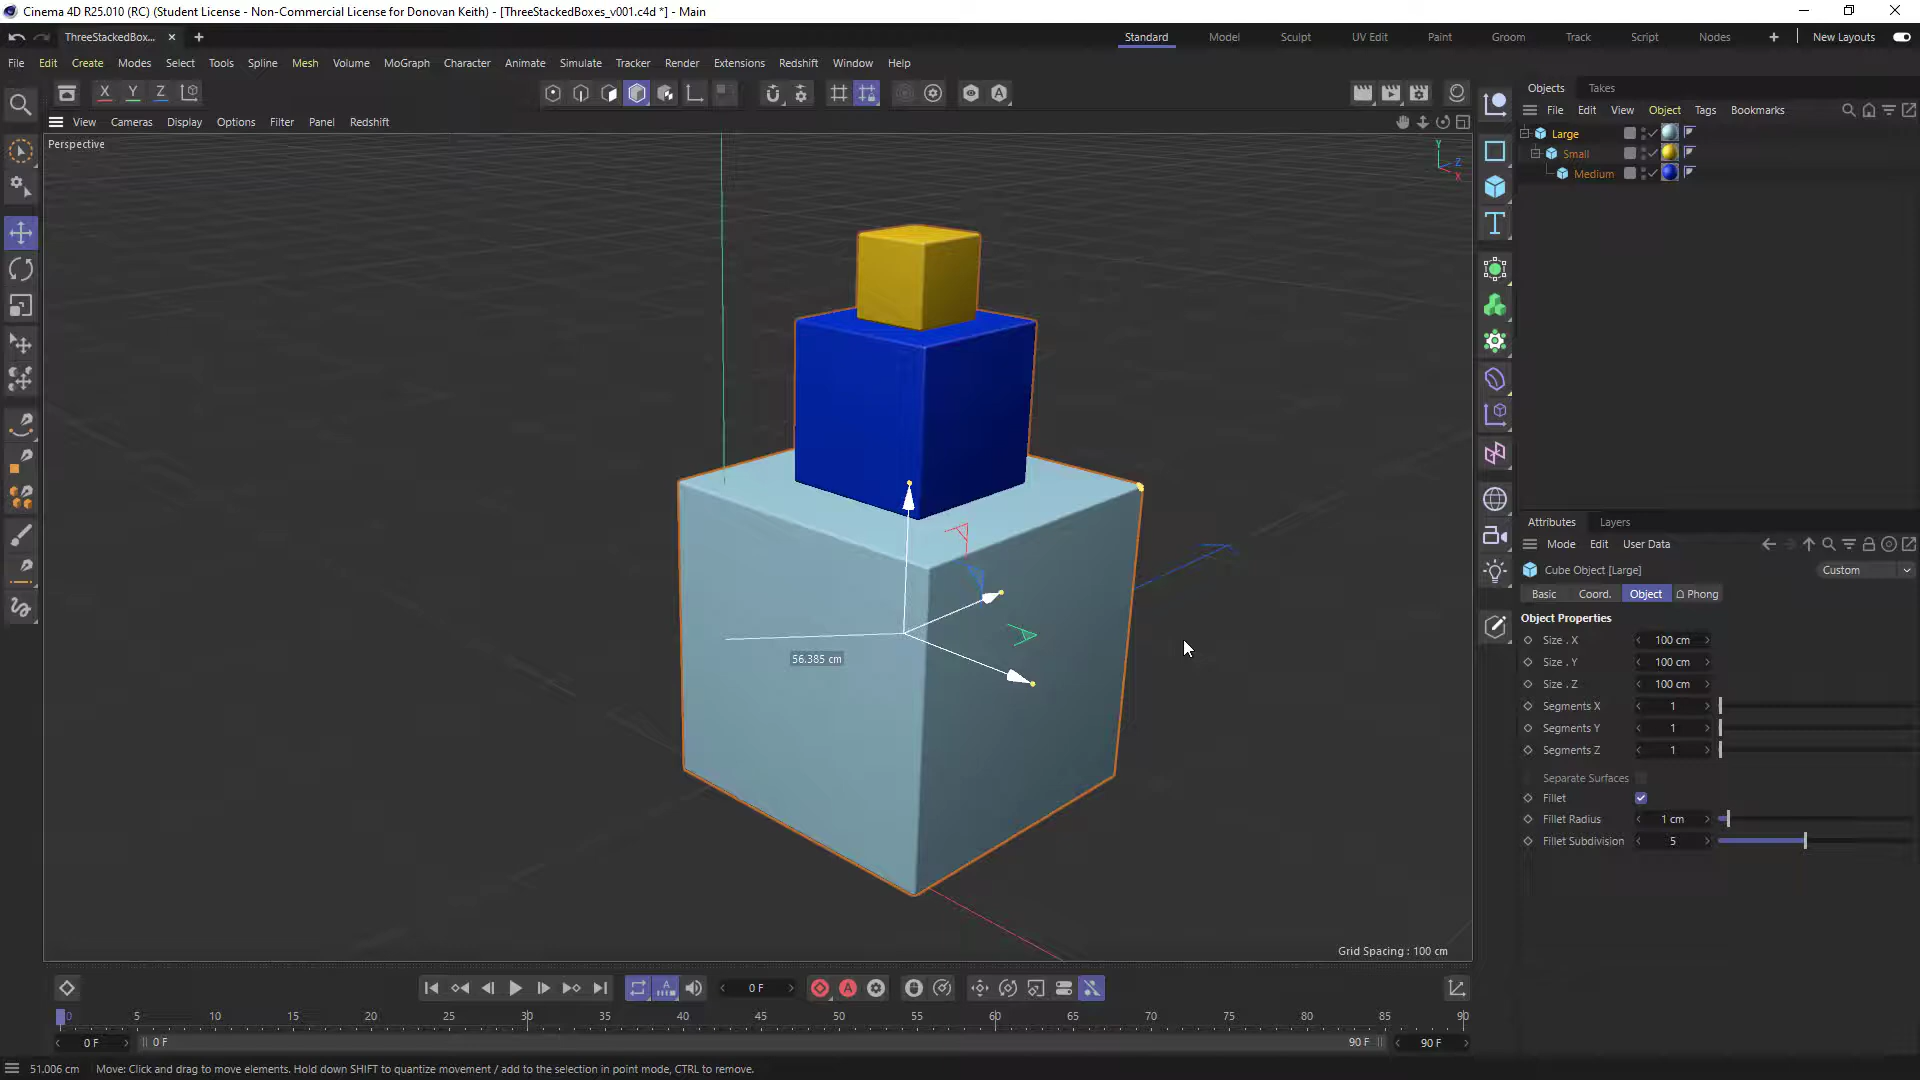 Cinema 4D R25.010 (RC) (Student License - Non-Commercial License for Donovan Keith) - [ThreeStackedBoxes_v001.c4d *] - Main
ThreeStackedBox...
Standard Model Sculpt UV Edit Paint Groom Track Script Nodes New Layouts
File Edit Create Modes Select Tools Spline Mesh Volume MoGraph Character Animate Simulate Tracker Render Extensions Redshift Window Help
X Y Z
View Cameras Display Options Filter Panel Redshift
Perspective
Y
Z
X
56.385 cm
Grid Spacing : 100 cm
Objects Takes
File Edit View Object Tags Bookmarks
Large
Small
Medium
Attributes Layers
Mode Edit User Data
Cube Object [Large] Custom
Basic Coord. Object Phong
Object Properties
Size . X 100 cm
Size . Y 100 cm
Size . Z 100 cm
Segments X 1
Segments Y 1
Segments Z 1
Separate Surfaces
Fillet
Fillet Radius 1 cm
Fillet Subdivision 5
0 F
0 5 10 15 20 25 30 35 40 45 50 55 60 65 70 75 80 85 90
0 F 0 F 90 F 90 F
51.006 cm Move: Click and drag to move elements. Hold down SHIFT to quantize movement / add to the selection in point mode, CTRL to remove.